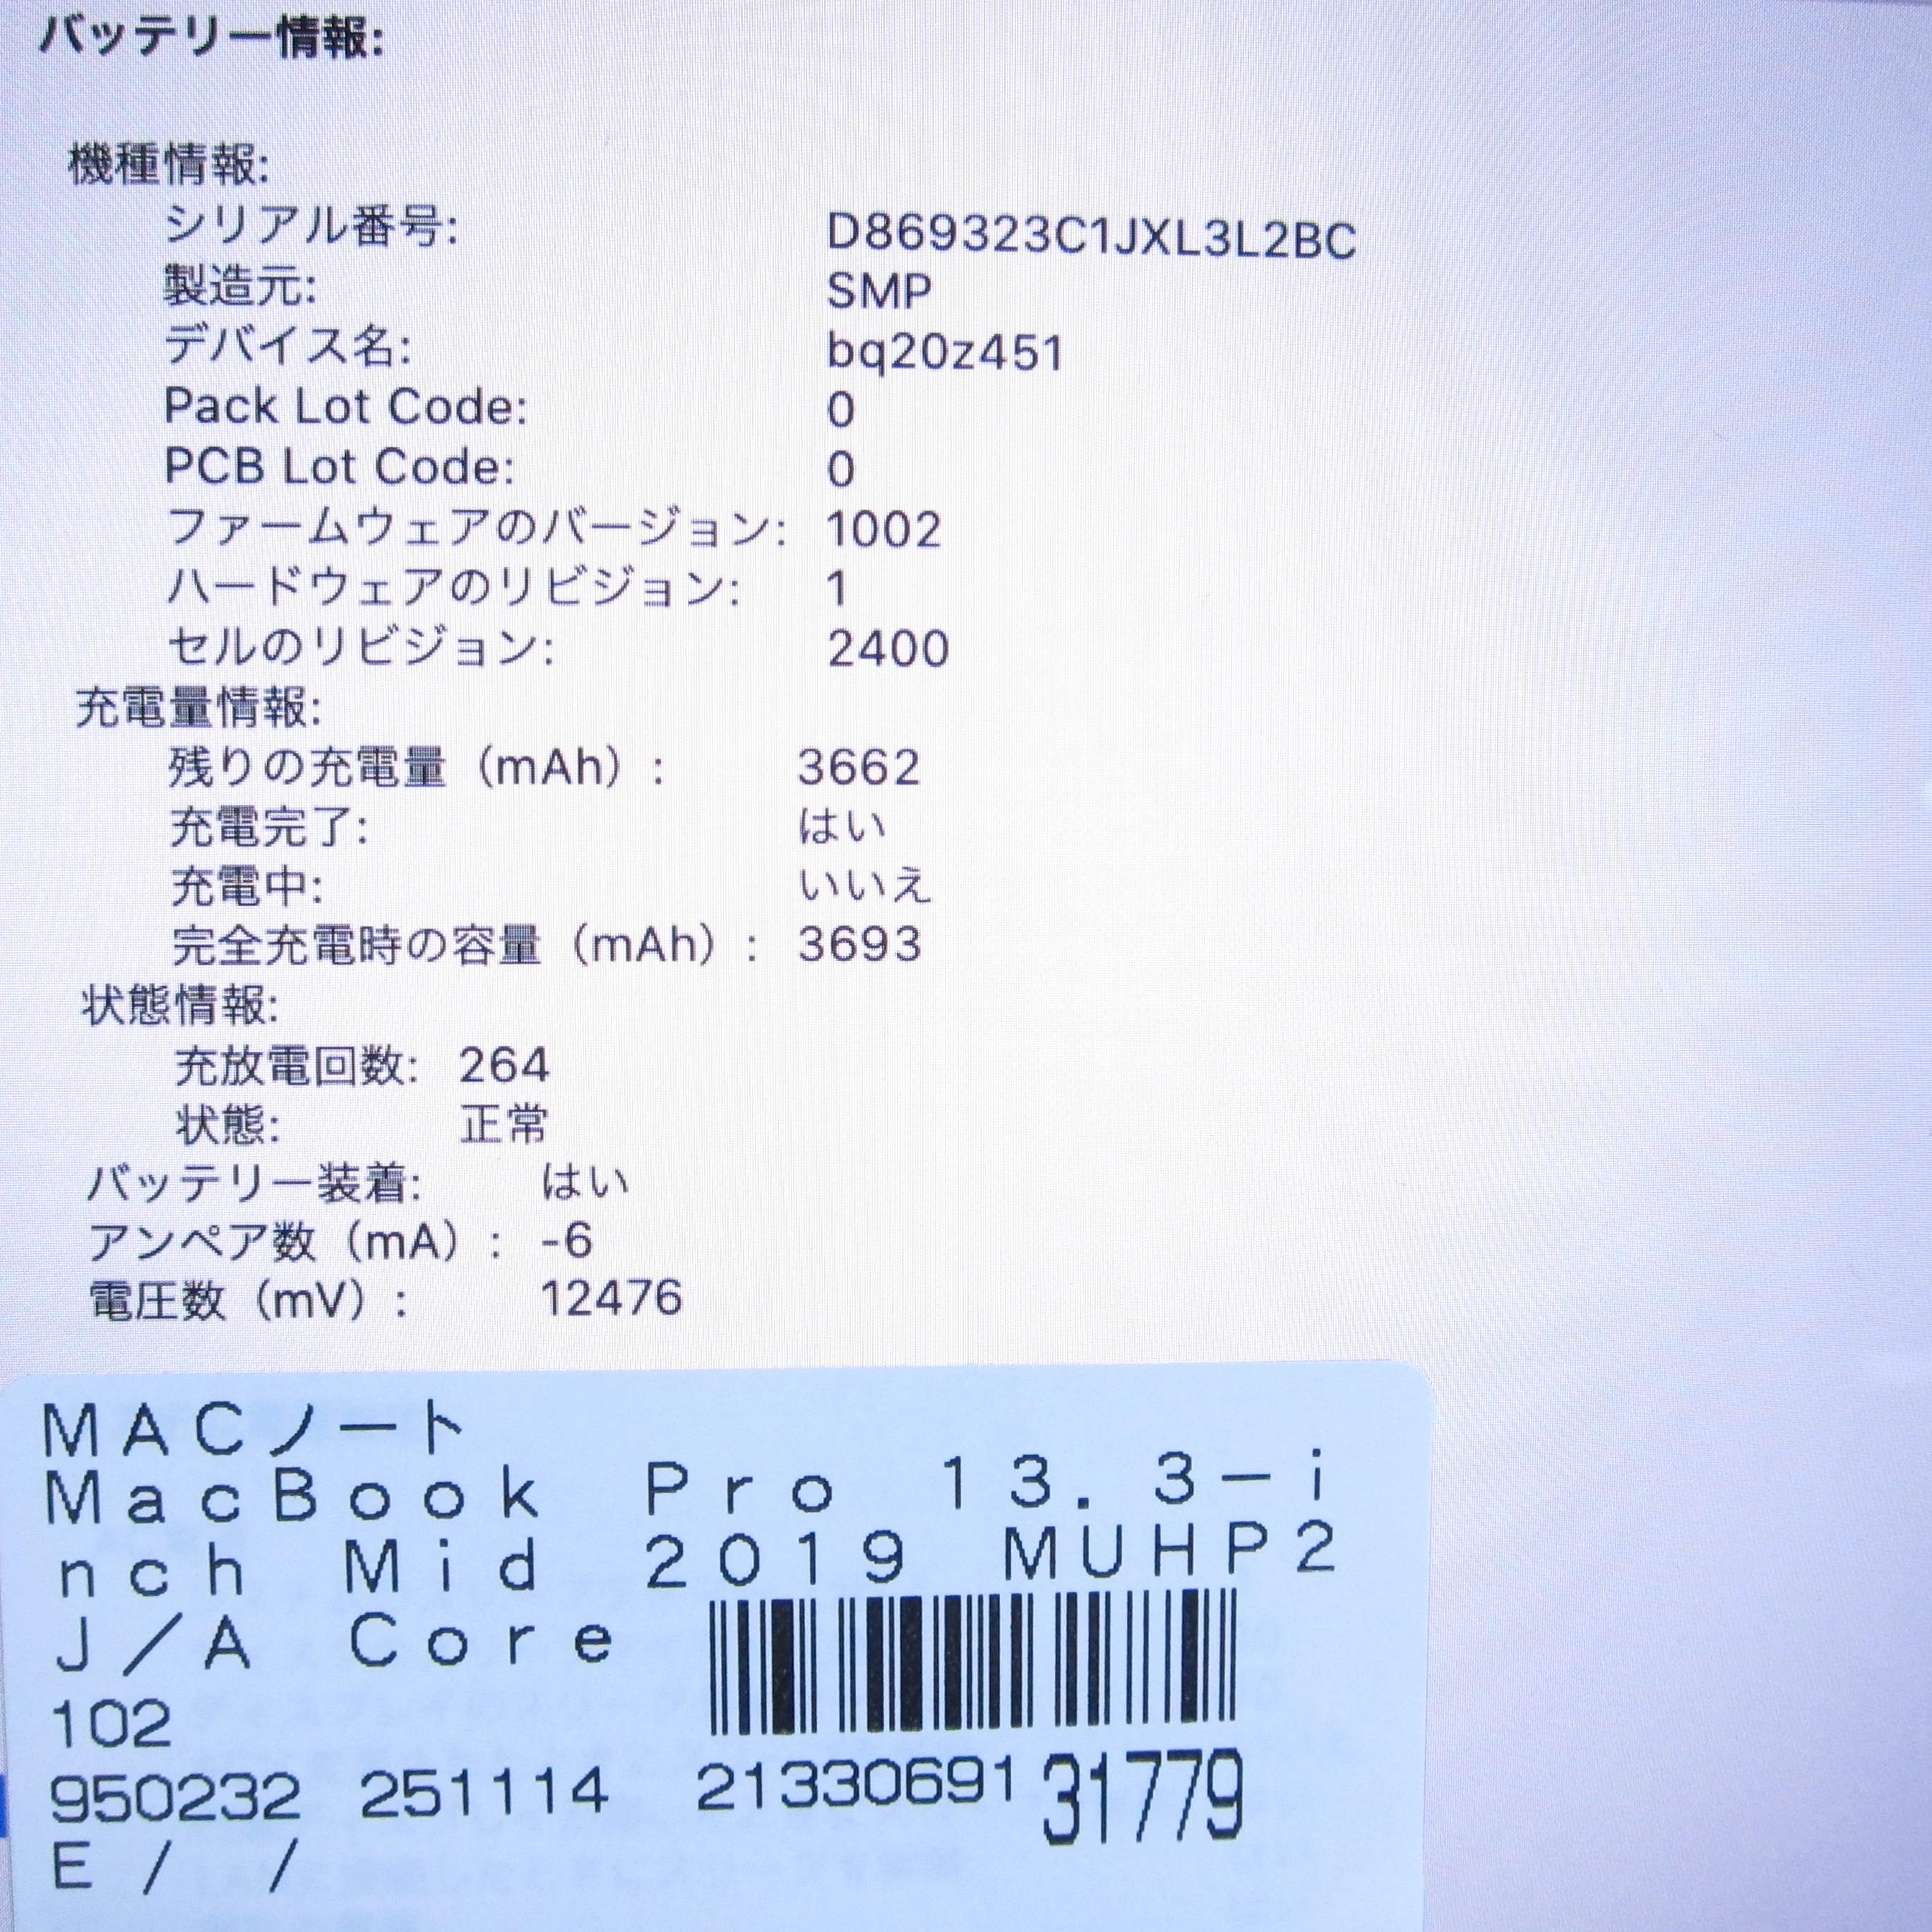 バッテリー情報:
機種情報:
シリアル番号: D869323C1JXL3L2BC
製造元: SMP
デバイス名: bq20z451
Pack Lot Code: 0
PCB Lot Code: 0
ファームウェアのバージョン: 1002
ハードウェアのリビジョン: 1
セルのリビジョン: 2400
充電量情報:
残りの充電量（mAh）: 3662
充電完了: はい
充電中: いいえ
完全充電時の容量（mAh）: 3693
状態情報:
充放電回数: 264
状態: 正常
バッテリー装着: はい
アンペア数（mA）: -6
電圧数（mV）: 12476
MACノート
MacBook Pro 13.3-i
nch Mid 2019 MUHP2
J/A Core
102
950232 251114 21330691 31779
E / /